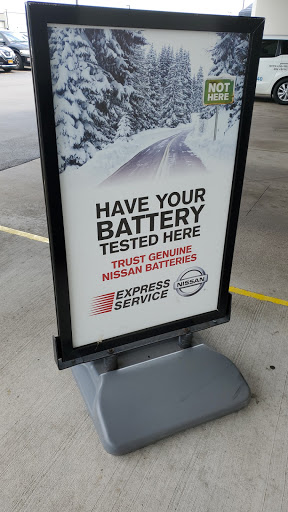 NOT
HERE
HAVE YOUR
BATTERY
TESTED HERE
TRUST GENUINE
NISSAN BATTERIES
EXPRESS
SERVICE
NISSAN